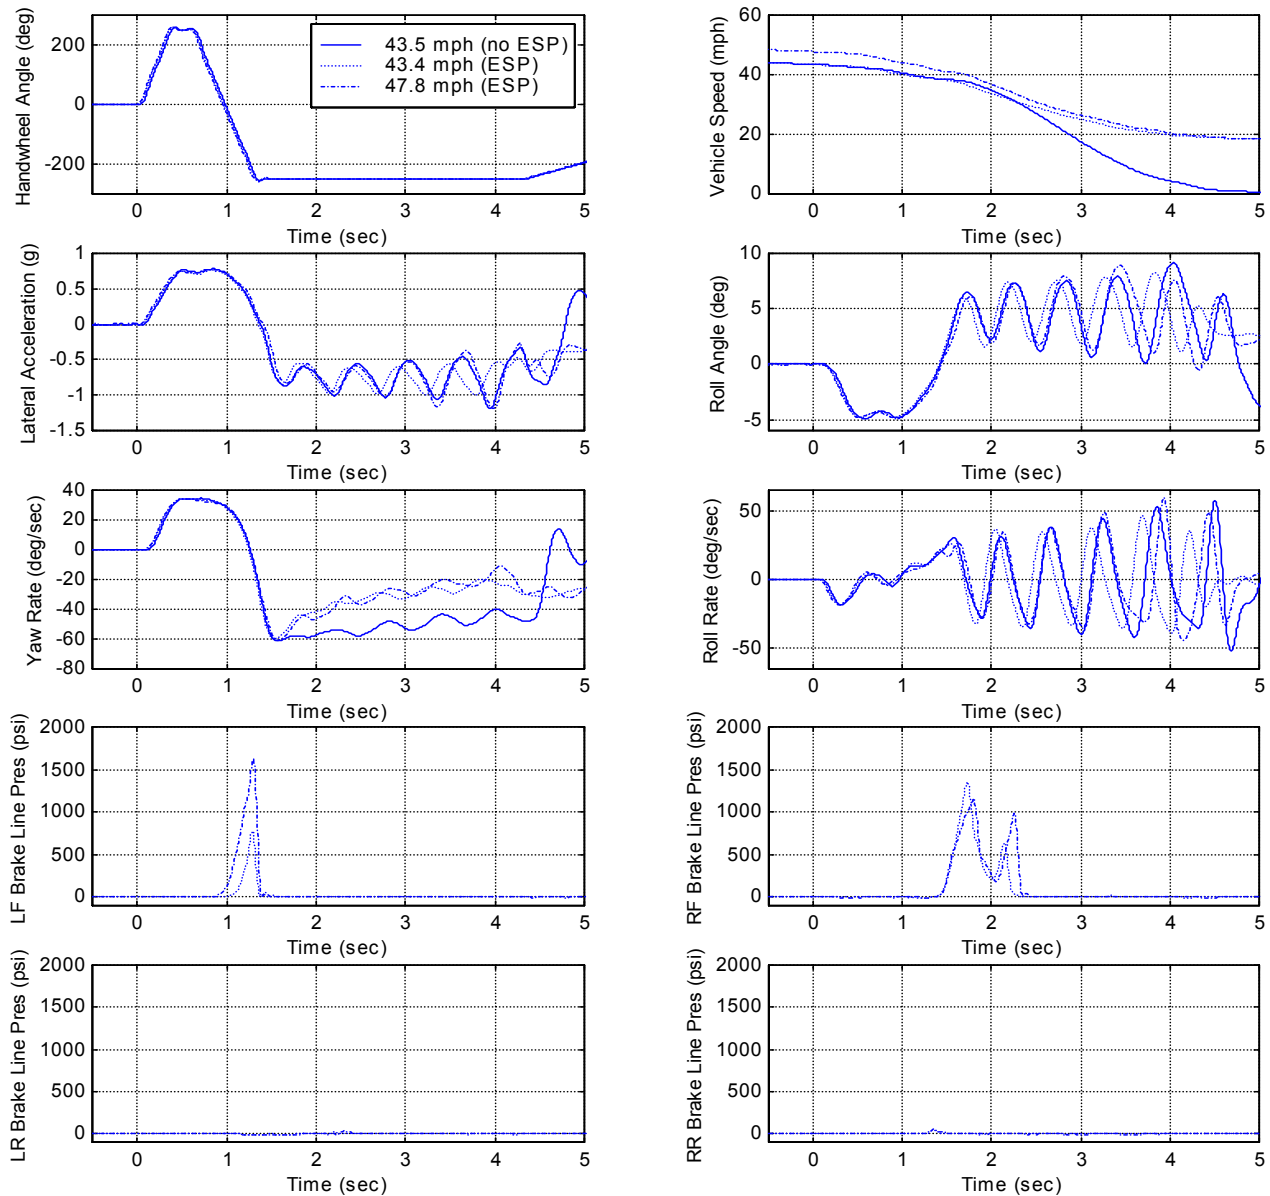 Handwheel Angle (deg)
200
0
-200
43.5 mph (no ESP)
43.4 mph (ESP)
47.8 mph (ESP)
0 1 2 3 4 5
Time (sec)
Vehicle Speed (mph)
60
40
20
0
0 1 2 3 4 5
Time (sec)
Lateral Acceleration (g)
1
0.5
0
-0.5
-1
-1.5
0 1 2 3 4 5
Time (sec)
Roll Angle (deg)
10
5
0
-5
0 1 2 3 4 5
Time (sec)
Yaw Rate (deg/sec)
40
20
0
-20
-40
-60
-80
0 1 2 3 4 5
Time (sec)
Roll Rate (deg/sec)
50
0
-50
0 1 2 3 4 5
Time (sec)
LF Brake Line Pres (psi)
2000
1500
1000
500
0
0 1 2 3 4 5
Time (sec)
RF Brake Line Pres (psi)
2000
1500
1000
500
0
0 1 2 3 4 5
Time (sec)
LR Brake Line Pres (psi)
2000
1500
1000
500
0
0 1 2 3 4 5
Time (sec)
RR Brake Line Pres (psi)
2000
1500
1000
500
0
0 1 2 3 4 5
Time (sec)